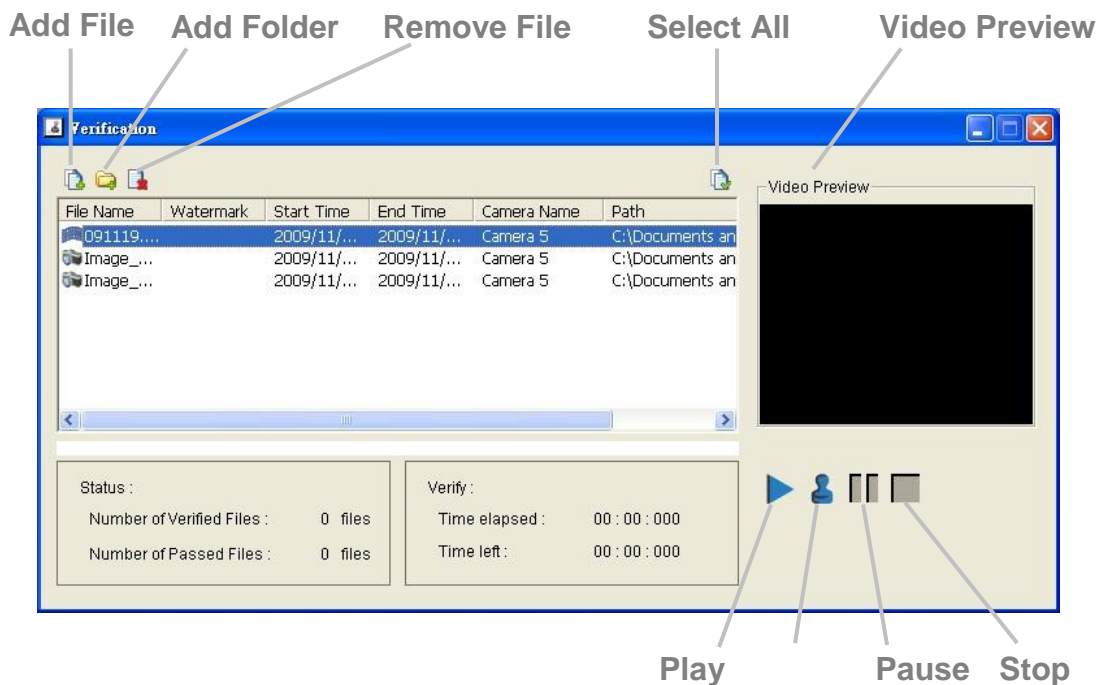 Add File Add Folder Remove File Select All Video Preview
Verification
Video Preview
File Name Watermark Start Time End Time Camera Name Path
091119.... 2009/11/... 2009/11/... Camera 5 C:\Documents an
Image_... 2009/11/... 2009/11/... Camera 5 C:\Documents an
Image_... 2009/11/... 2009/11/... Camera 5 C:\Documents an
Status :
Number of Verified Files : 0 files
Number of Passed Files : 0 files
Verify :
Time elapsed : 00 : 00 : 000
Time left : 00 : 00 : 000
Play Pause Stop